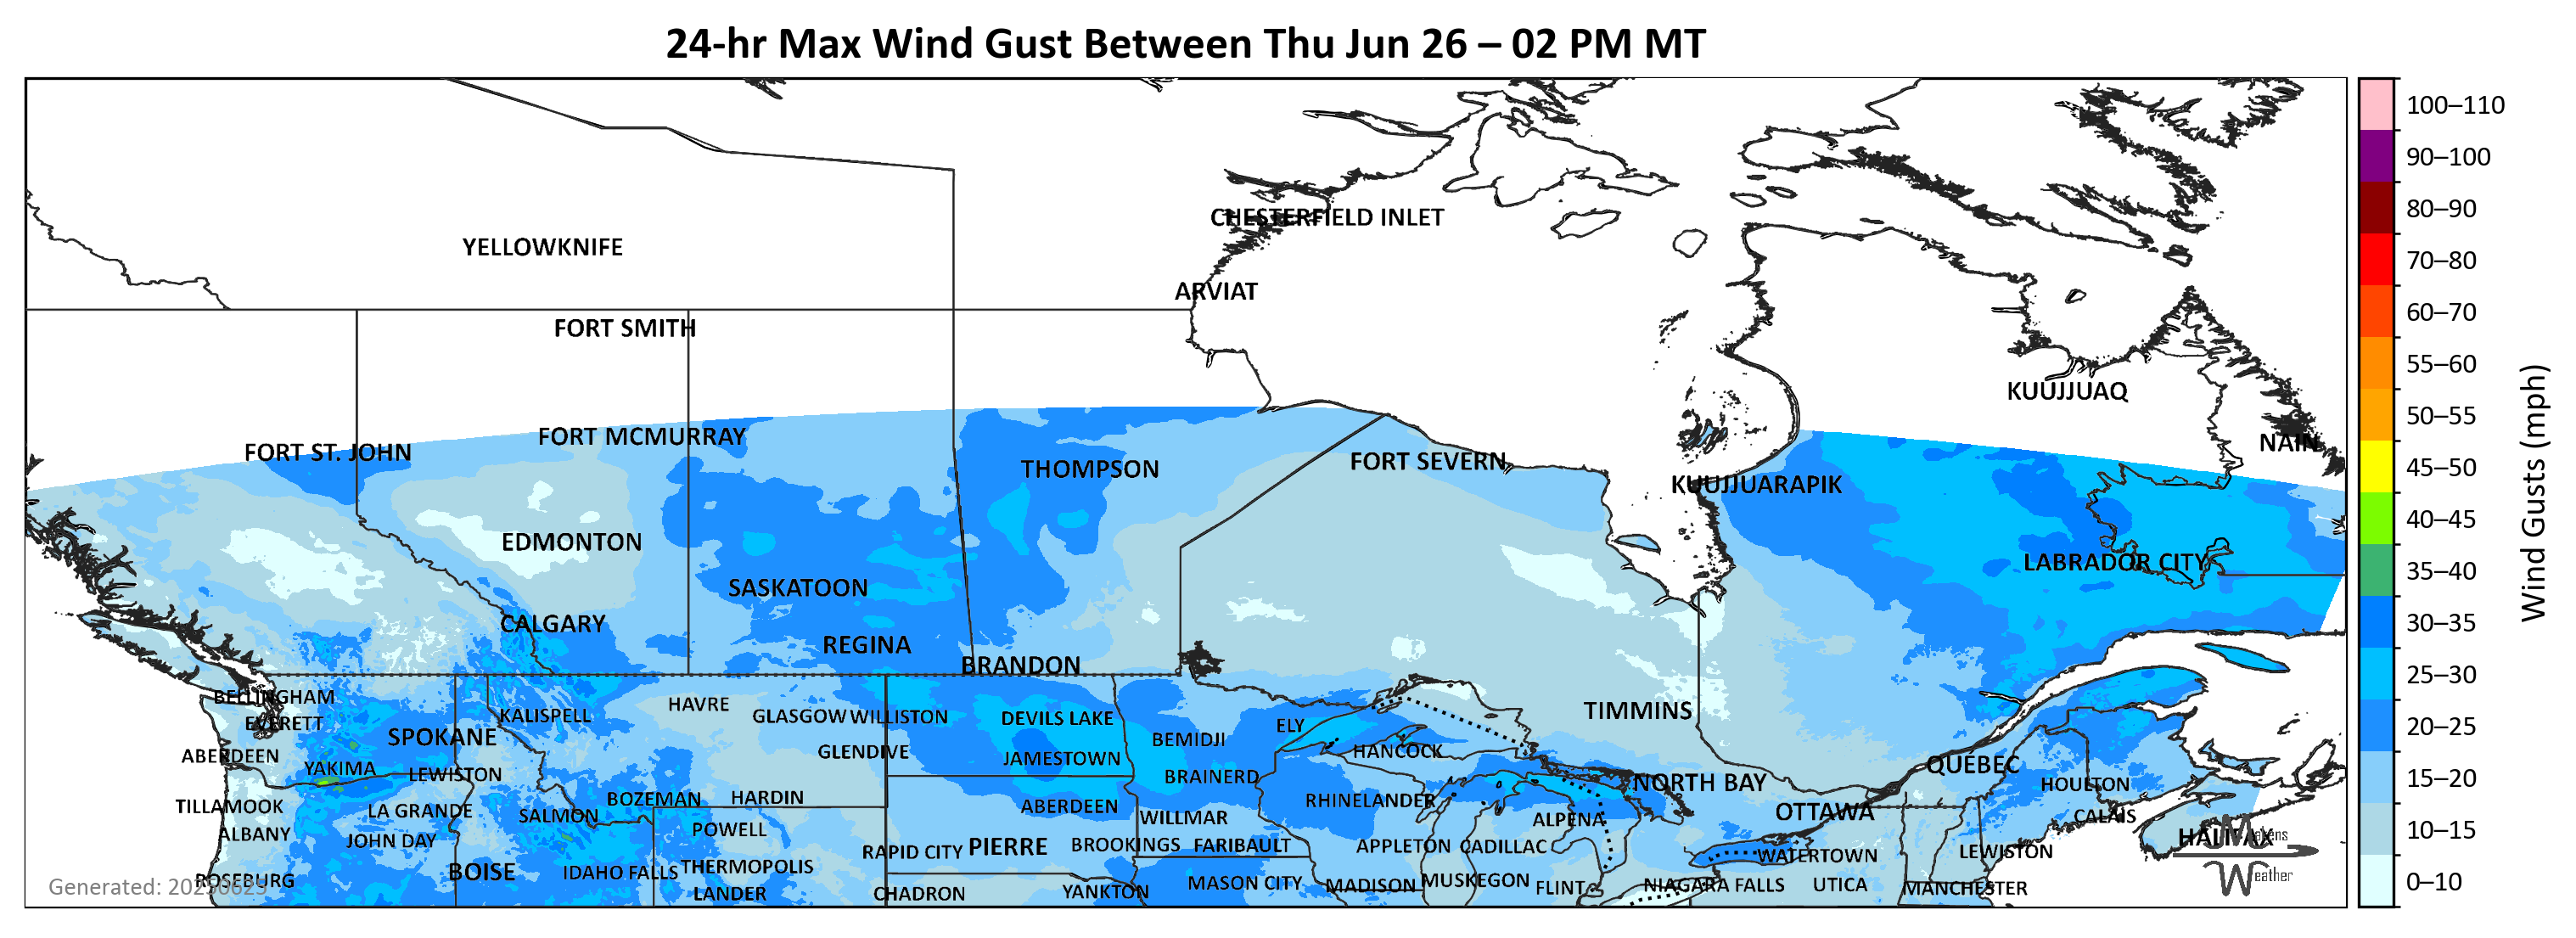 24-hr Max Wind Gust Between Thu Jun 26 – 02 PM MT
100–110
90–100
80–90
70–80
60–70
55–60
50–55
45–50
40–45
35–40
30–35
25–30
20–25
15–20
10–15
0–10
Wind Gusts (mph)
CHESTERFIELD INLET
YELLOWKNIFE
ARVIAT
FORT SMITH
KUUJJUAQ
FORT MCMURRAY
NAIN
FORT ST. JOHN
THOMPSON
FORT SEVERN
KUUJJUARAPIK
EDMONTON
LABRADOR CITY
SASKATOON
CALGARY
REGINA
BRANDON
BELLINGHAM
HAVRE
TIMMINS
KALISPELL
GLASGOW WILLISTON
DEVILS LAKE
EVERETT
ELY
SPOKANE
BEMIDJI
ABERDEEN
GLENDIVE
JAMESTOWN
HANCOCK
YAKIMA
LEWISTON
BRAINERD
QUEBEC
NORTH BAY
HOULTON
BOZEMAN
HARDIN
RHINELANDER
TILLAMOOK
LA GRANDE
SALMON
ABERDEEN
WILLMAR
ALPENA
OTTAWA
CALAIS
ALBANY
JOHN DAY
POWELL
HALIFAX
RAPID CITY
PIERRE
BROOKINGS
FARIBAULT
APPLETON
CADILLAC
WATERTOWN
LEWISTON
BOISE
IDAHO FALLS
THERMOPOLIS
Weather
ROSEBURG
Generated: 20250625
LANDER
CHADRON
YANKTON
MASON CITY
MADISON
MUSKEGON
FLINT
NIAGARA FALLS
UTICA
MANCHESTER